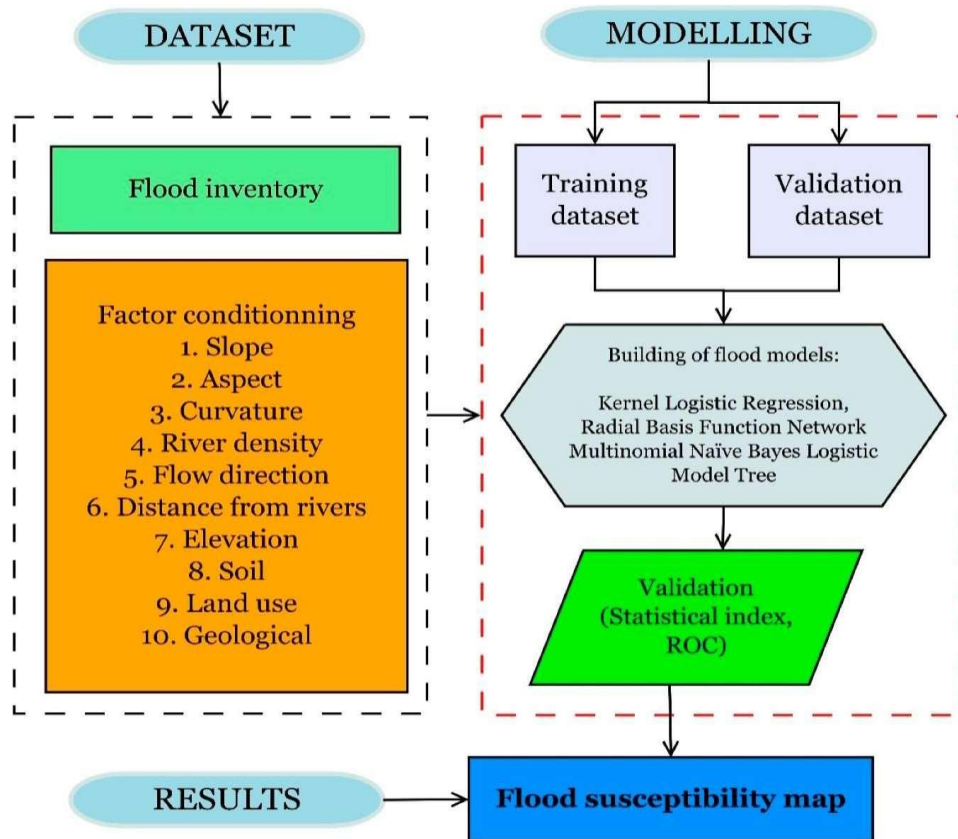 DATASET
Flood inventory
Factor conditionning
1. Slope
2. Aspect
3. Curvature
4. River density
5. Flow direction
6. Distance from rivers
7. Elevation
8. Soil
9. Land use
10. Geological
MODELLING
Training
dataset
Validation
dataset
Building of flood models:
Kernel Logistic Regression,
Radial Basis Function Network
Multinomial Naïve Bayes Logistic
Model Tree
Validation
(Statistical index,
ROC)
RESULTS
Flood susceptibility map